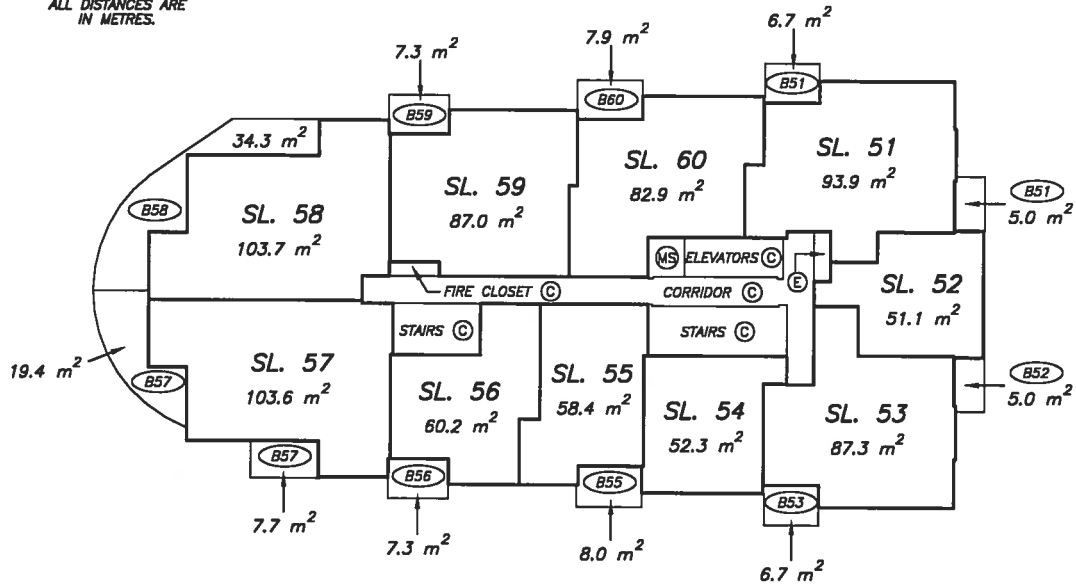 ALL DISTANCES ARE
IN METRES.
7.3 m²
7.9 m²
6.7 m²
B59
B60
B51
34.3 m²
SL. 58
103.7 m²
B58
SL. 59
87.0 m²
SL. 60
82.9 m²
SL. 51
93.9 m²
B51
5.0 m²
MS
ELEVATORS C
E
FIRE CLOSET C
CORRIDOR C
SL. 52
51.1 m²
STAIRS C
STAIRS C
19.4 m²
B57
SL. 57
103.6 m²
SL. 56
60.2 m²
SL. 55
58.4 m²
SL. 54
52.3 m²
SL. 53
87.3 m²
B52
5.0 m²
B57
B56
B55
B53
7.7 m²
7.3 m²
8.0 m²
6.7 m²